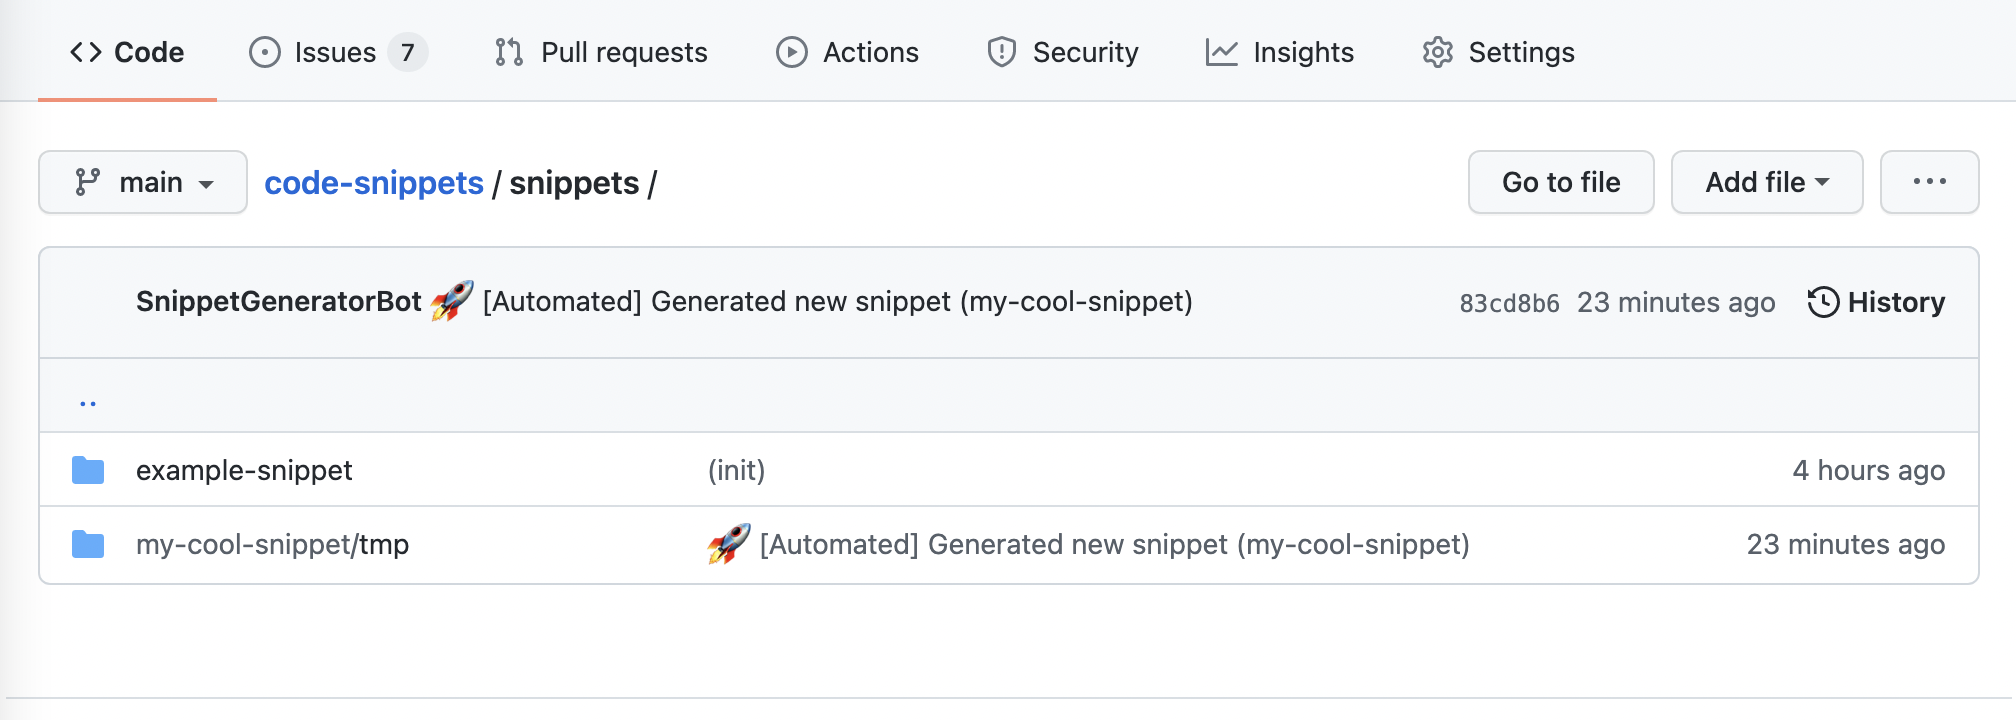 Code Issues 7 Pull requests Actions Security Insights Settings
main code-snippets / snippets / Go to file Add file ...
SnippetGeneratorBot 🚀 [Automated] Generated new snippet (my-cool-snippet) 83cd8b6 23 minutes ago History
..
example-snippet (init) 4 hours ago
my-cool-snippet/tmp 🚀 [Automated] Generated new snippet (my-cool-snippet) 23 minutes ago